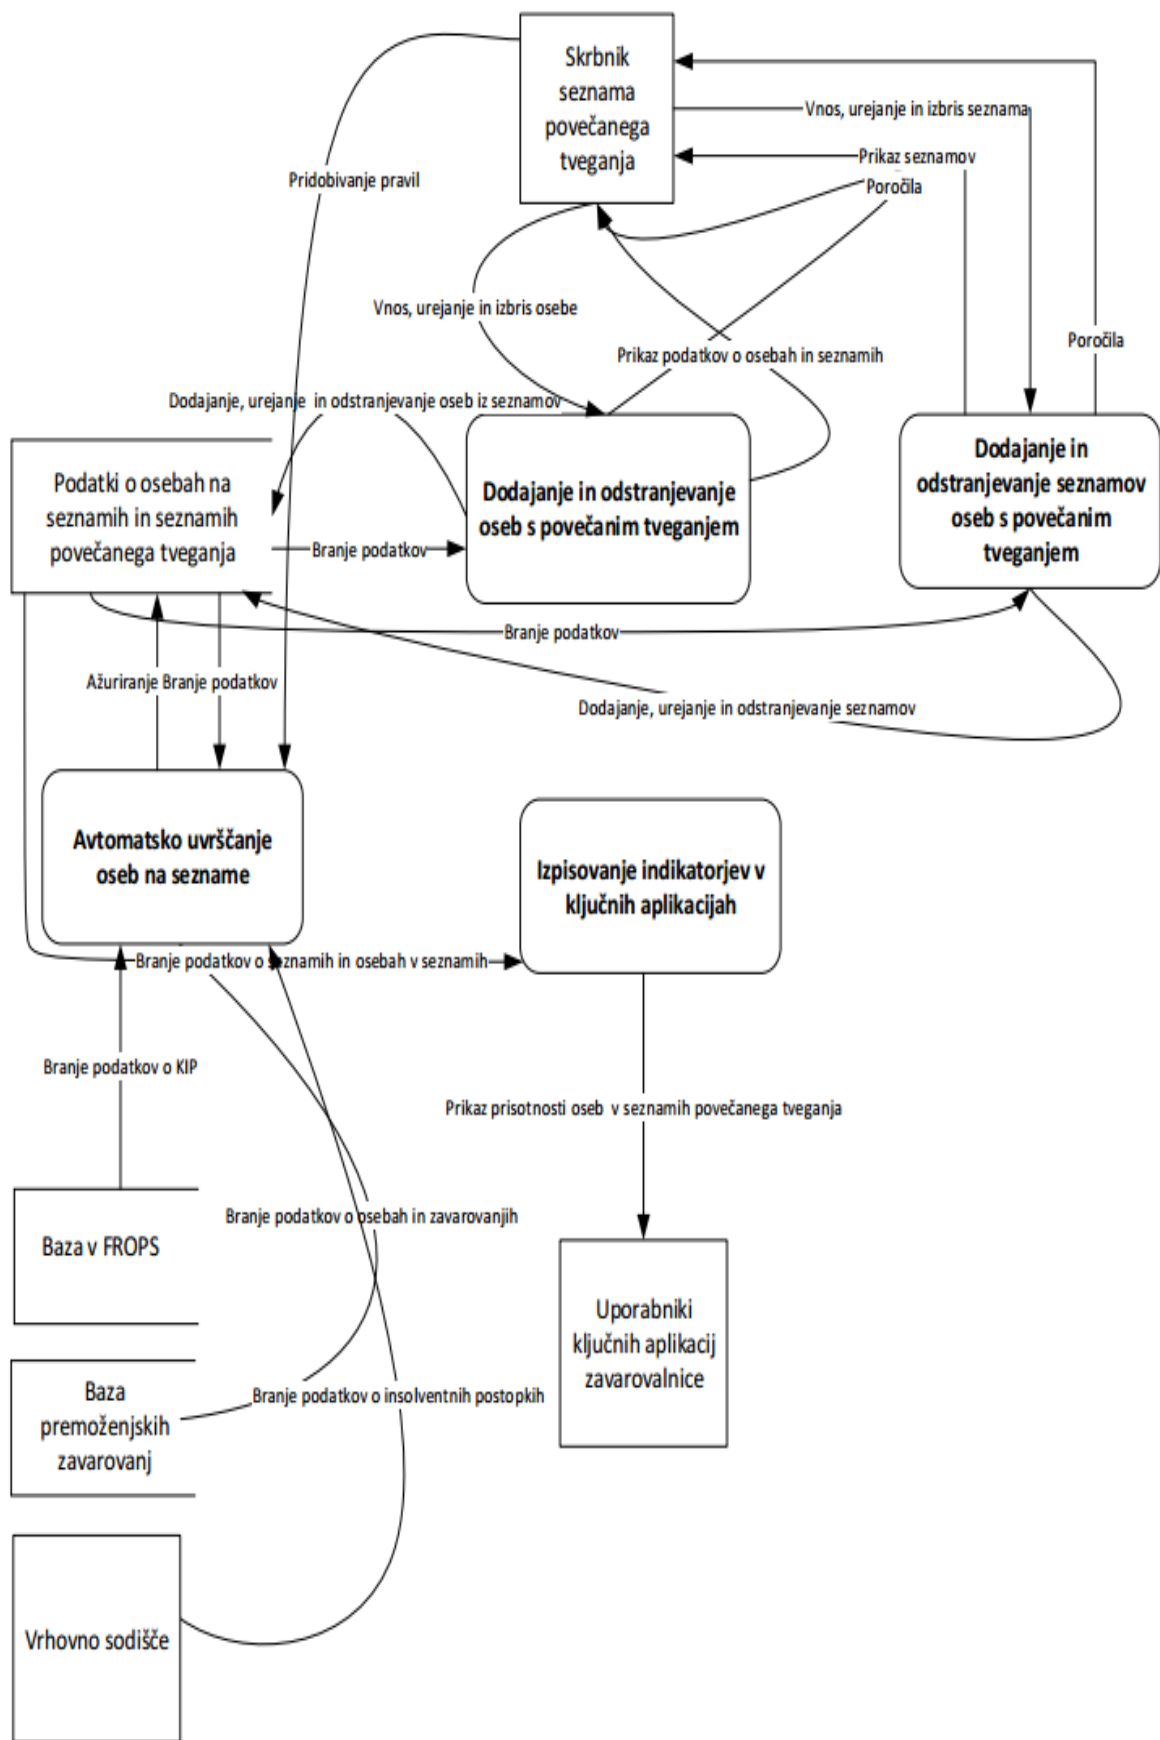 Skrbnik
seznama
povečanega
tveganja
Vnos, urejanje in izbris seznama
Prikaz seznamov
Poročila
Pridobivanje pravil
Vnos, urejanje in izbris osebe
Prikaz podatkov o osebah in seznamih
Poročila
Dodajanje, urejanje in odstranjevanje oseb iz seznamov
Podatki o osebah na
seznamih in seznamih
povečanega tveganja
Branje podatkov
Dodajanje in odstranjevanje
oseb s povečanim tveganjem
Dodajanje in
odstranjevanje seznamov
oseb s povečanim
tveganjem
Branje podatkov
Ažuriranje Branje podatkov
Dodajanje, urejanje in odstranjevanje seznamov
Avtomatsko uvrščanje
oseb na sezname
Izpisovanje indikatorjev v
ključnih aplikacijah
Branje podatkov o seznamih in osebah v seznamih
Branje podatkov o KIP
Prikaz prisotnosti oseb v seznamih povečanega tveganja
Baza v FROPS
Branje podatkov o osebah in zavarovanjih
Uporabniki
ključnih aplikacij
zavarovalnice
Baza
premoženjskih
zavarovanj
Branje podatkov o insolventnih postopkih
Vrhovno sodišče